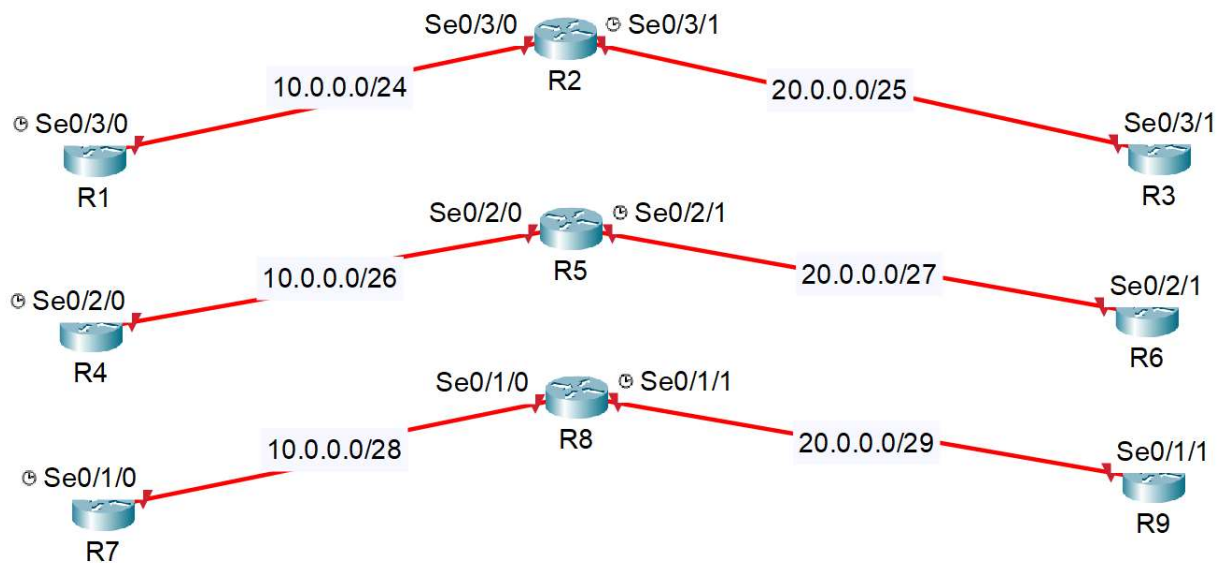 Se0/3/0
Se0/3/1
R2
10.0.0.0/24
20.0.0.0/25
Se0/3/0
Se0/3/1
R1
R3
Se0/2/0
Se0/2/1
R5
10.0.0.0/26
20.0.0.0/27
Se0/2/0
Se0/2/1
R4
R6
Se0/1/0
Se0/1/1
R8
10.0.0.0/28
20.0.0.0/29
Se0/1/0
Se0/1/1
R7
R9